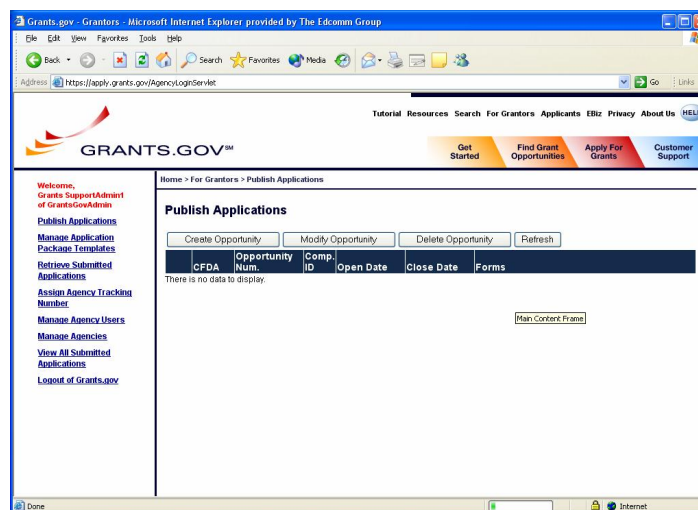 Grants.gov - Grantors - Microsoft Internet Explorer provided by The Edcomm Group
File Edit View Favorites Tools Help
Back Search Favorites Media
Address https://apply.grants.gov/AgencyLoginServlet Go Links
Tutorial Resources Search For Grantors Applicants EBiz Privacy About Us HEL
GRANTS.GOV SM
Get Started
Find Grant Opportunities
Apply For Grants
Customer Support
Home > For Grantors > Publish Applications
Welcome,
Grants SupportAdmin1
of GrantsGovAdmin
Publish Applications
Manage Application
Package Templates
Retrieve Submitted
Applications
Assign Agency Tracking
Number
Manage Agency Users
Manage Agencies
View All Submitted
Applications
Logout of Grants.gov
Publish Applications
Create Opportunity Modify Opportunity Delete Opportunity Refresh
CFDA Opportunity Num. Comp. ID Open Date Close Date Forms
There is no data to display.
Main Content Frame
Done Internet